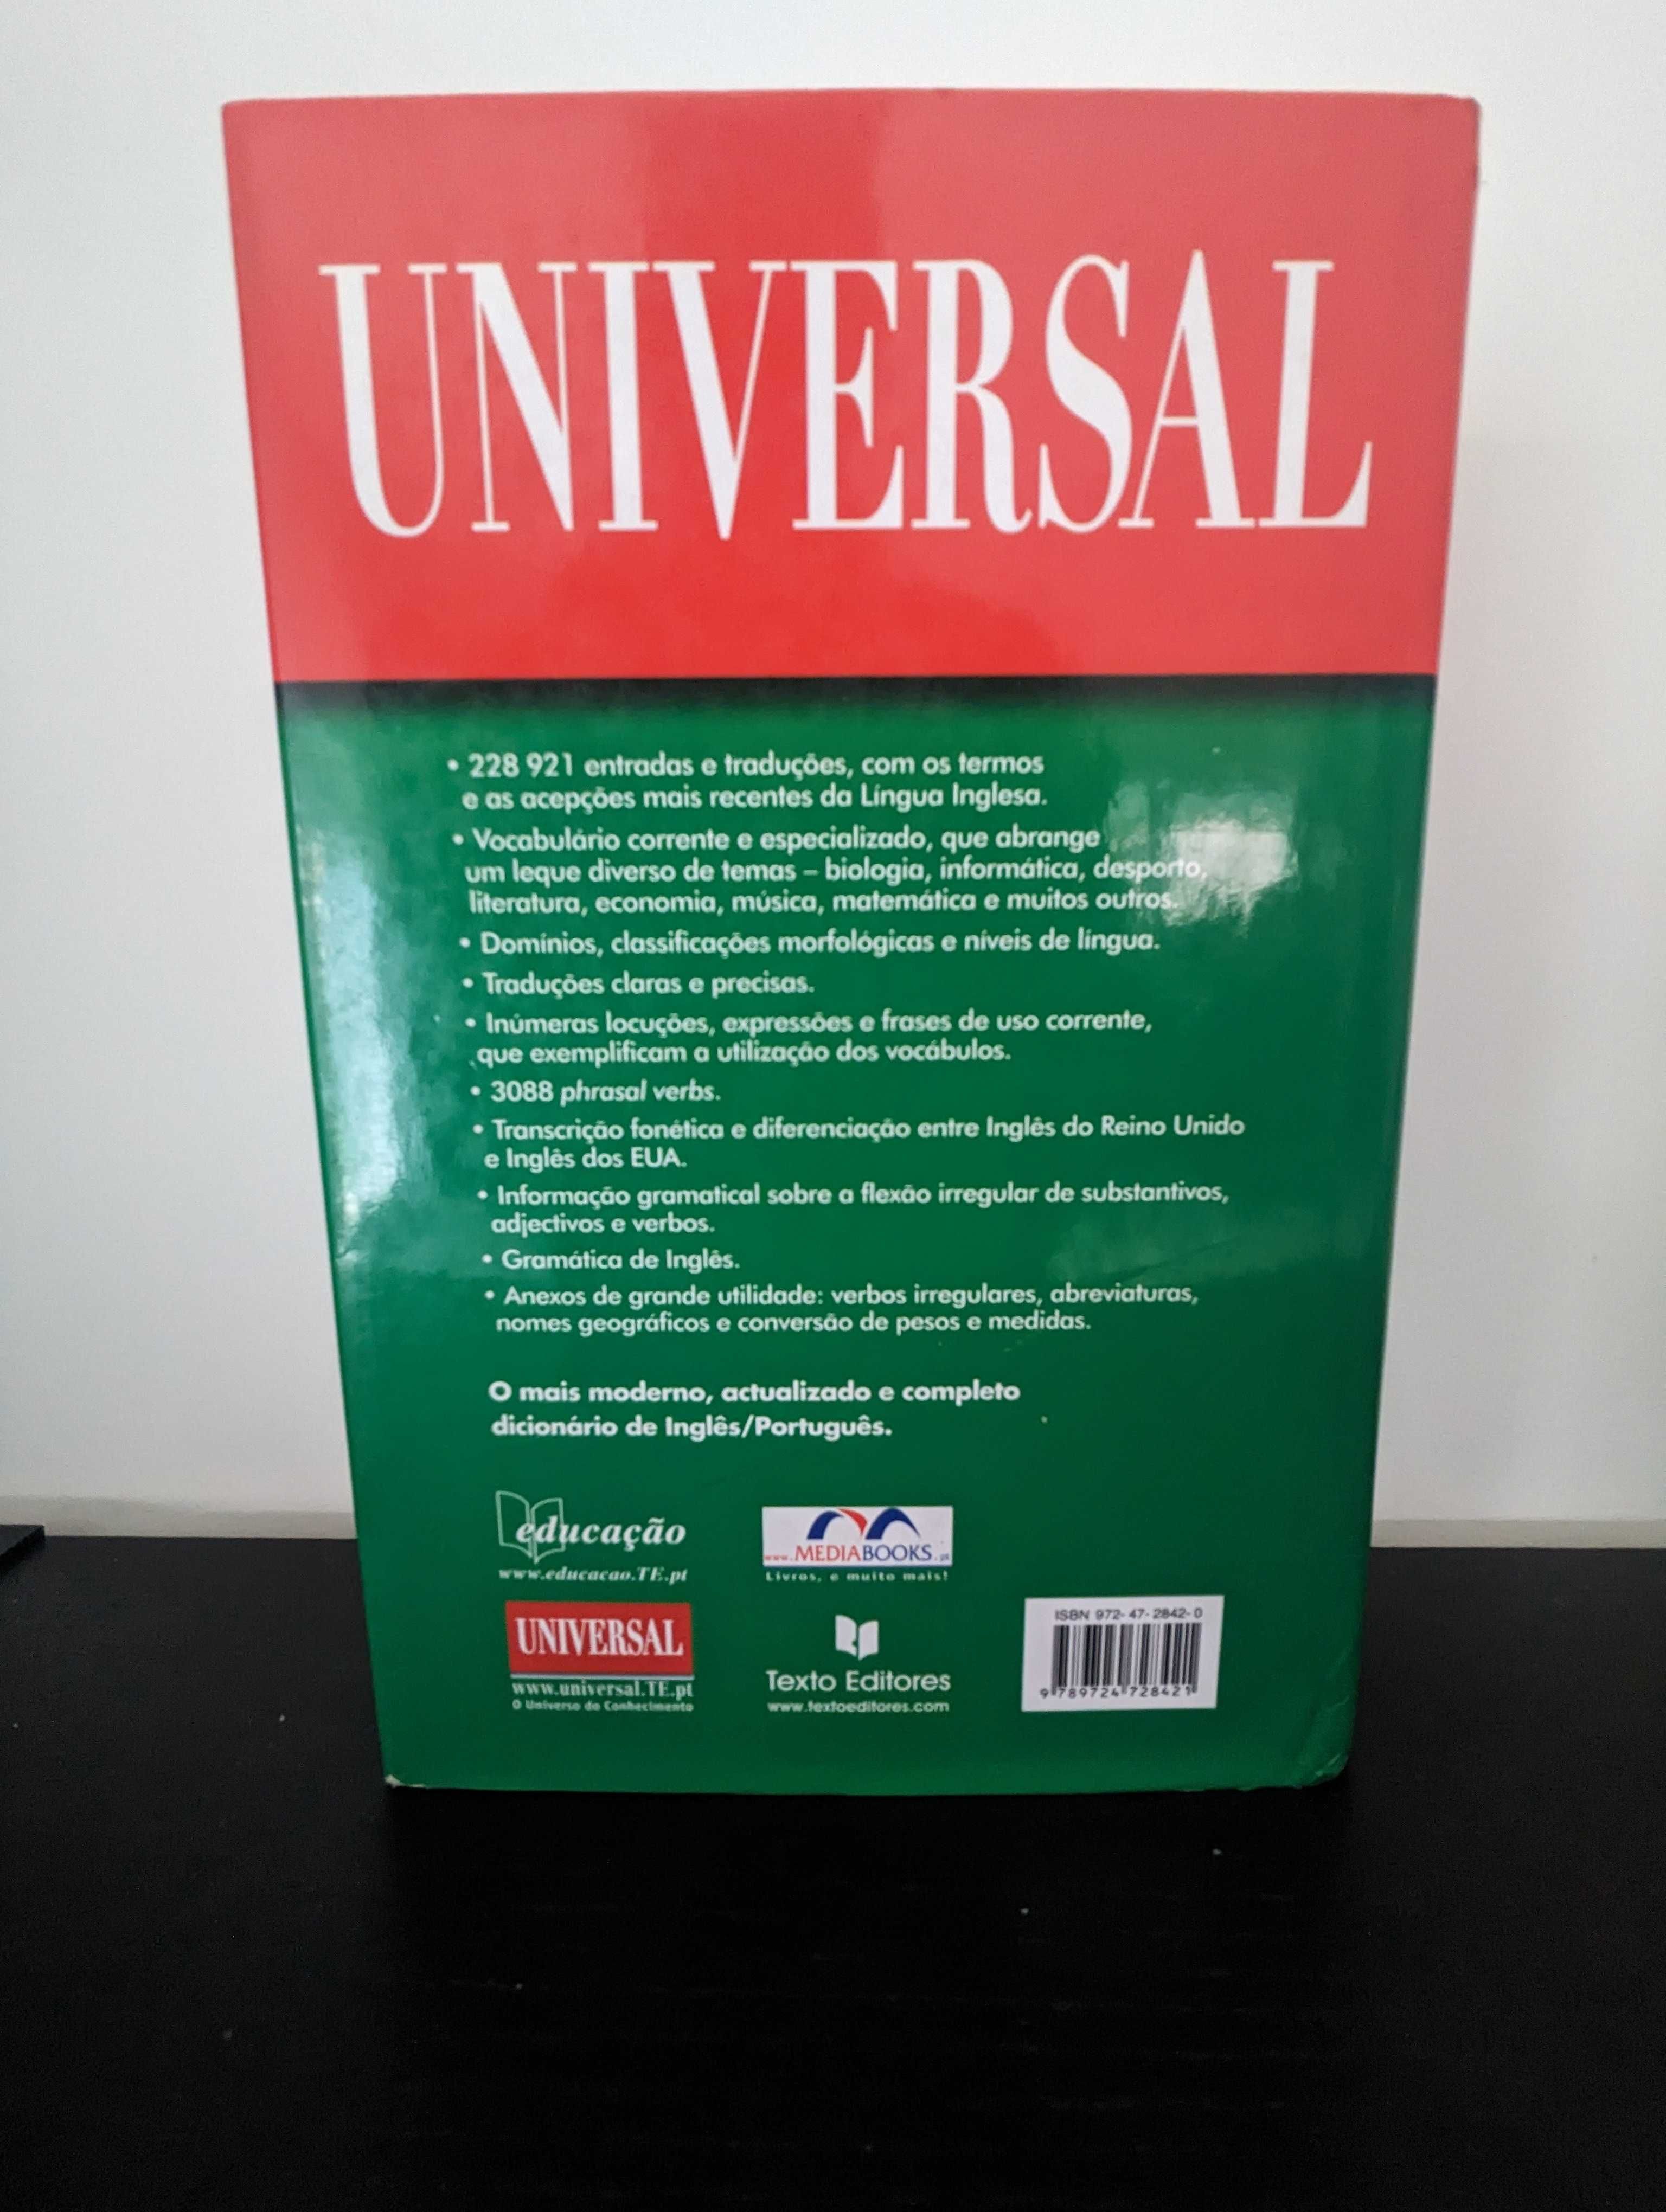 UNIVERSAL
• 228 921 entradas e traduções, com os termos
e as acepções mais recentes da Língua Inglesa.
• Vocabulário corrente e especializado, que abrange
um leque diverso de temas – biologia, informática, desporto,
literatura, economia, música, matemática e muitos outros.
• Domínios, classificações morfológicas e níveis de língua.
• Traduções claras e precisas.
• Inúmeras locuções, expressões e frases de uso corrente,
que exemplificam a utilização dos vocábulos.
• 3088 phrasal verbs.
• Transcrição fonética e diferenciação entre Inglês do Reino Unido
e Inglês dos EUA.
• Informação gramatical sobre a flexão irregular de substantivos,
adjectivos e verbos.
• Gramática de Inglês.
• Anexos de grande utilidade: verbos irregulares, abreviaturas,
nomes geográficos e conversão de pesos e medidas.
O mais moderno, actualizado e completo
dicionário de Inglês/Português.
educação
www.educacao.TE.pt
www.MEDIABOOKS.pt
Livros, e muito mais!
UNIVERSAL
www.universal.TE.pt
O Universo do Conhecimento
Texto Editores
www.textoeditores.com
ISBN 972-47-2842-0
9 789724 728421